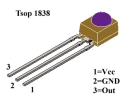 Tsop 1838
1=Vcc
2=GND
3=Out
3
2
1